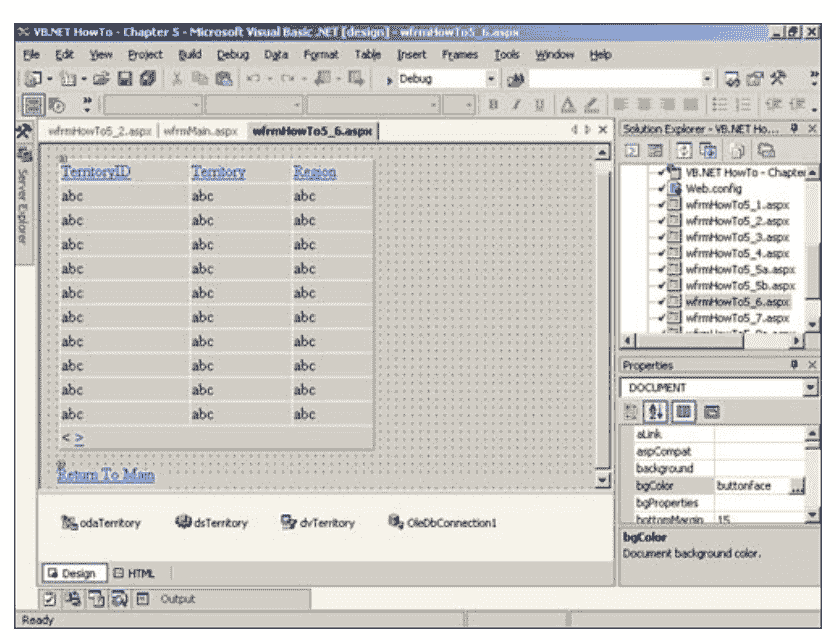 VB.NET HowTo - Chapter 5 - Microsoft Visual Basic .NET [design] - wfrmHowTo5_6.aspx
File Edit View Project Build Debug Data Format Table Insert Frames Tools Window Help
Debug
B I U A
wfrmHowTo5_2.aspx wfrmMain.aspx wfrmHowTo5_6.aspx
Server Explorer
TerritoryID Territory Region
abc abc abc
abc abc abc
abc abc abc
abc abc abc
abc abc abc
abc abc abc
abc abc abc
abc abc abc
abc abc abc
abc abc abc
< >
Return To Main
odaTerritory dsTerritory dvTerritory OleDbConnection1
Design HTML
Output
Ready
Solution Explorer - VB.NET Ho...
VB.NET HowTo - Chapter
Web.config
wfrmHowTo5_1.aspx
wfrmHowTo5_2.aspx
wfrmHowTo5_3.aspx
wfrmHowTo5_4.aspx
wfrmHowTo5_5a.aspx
wfrmHowTo5_5b.aspx
wfrmHowTo5_6.aspx
wfrmHowTo5_7.aspx
Properties
DOCUMENT
aLink
aspCompat
background
bgColor buttonface ...
bgProperties
bottomMargin 15
bgColor
Document background color.